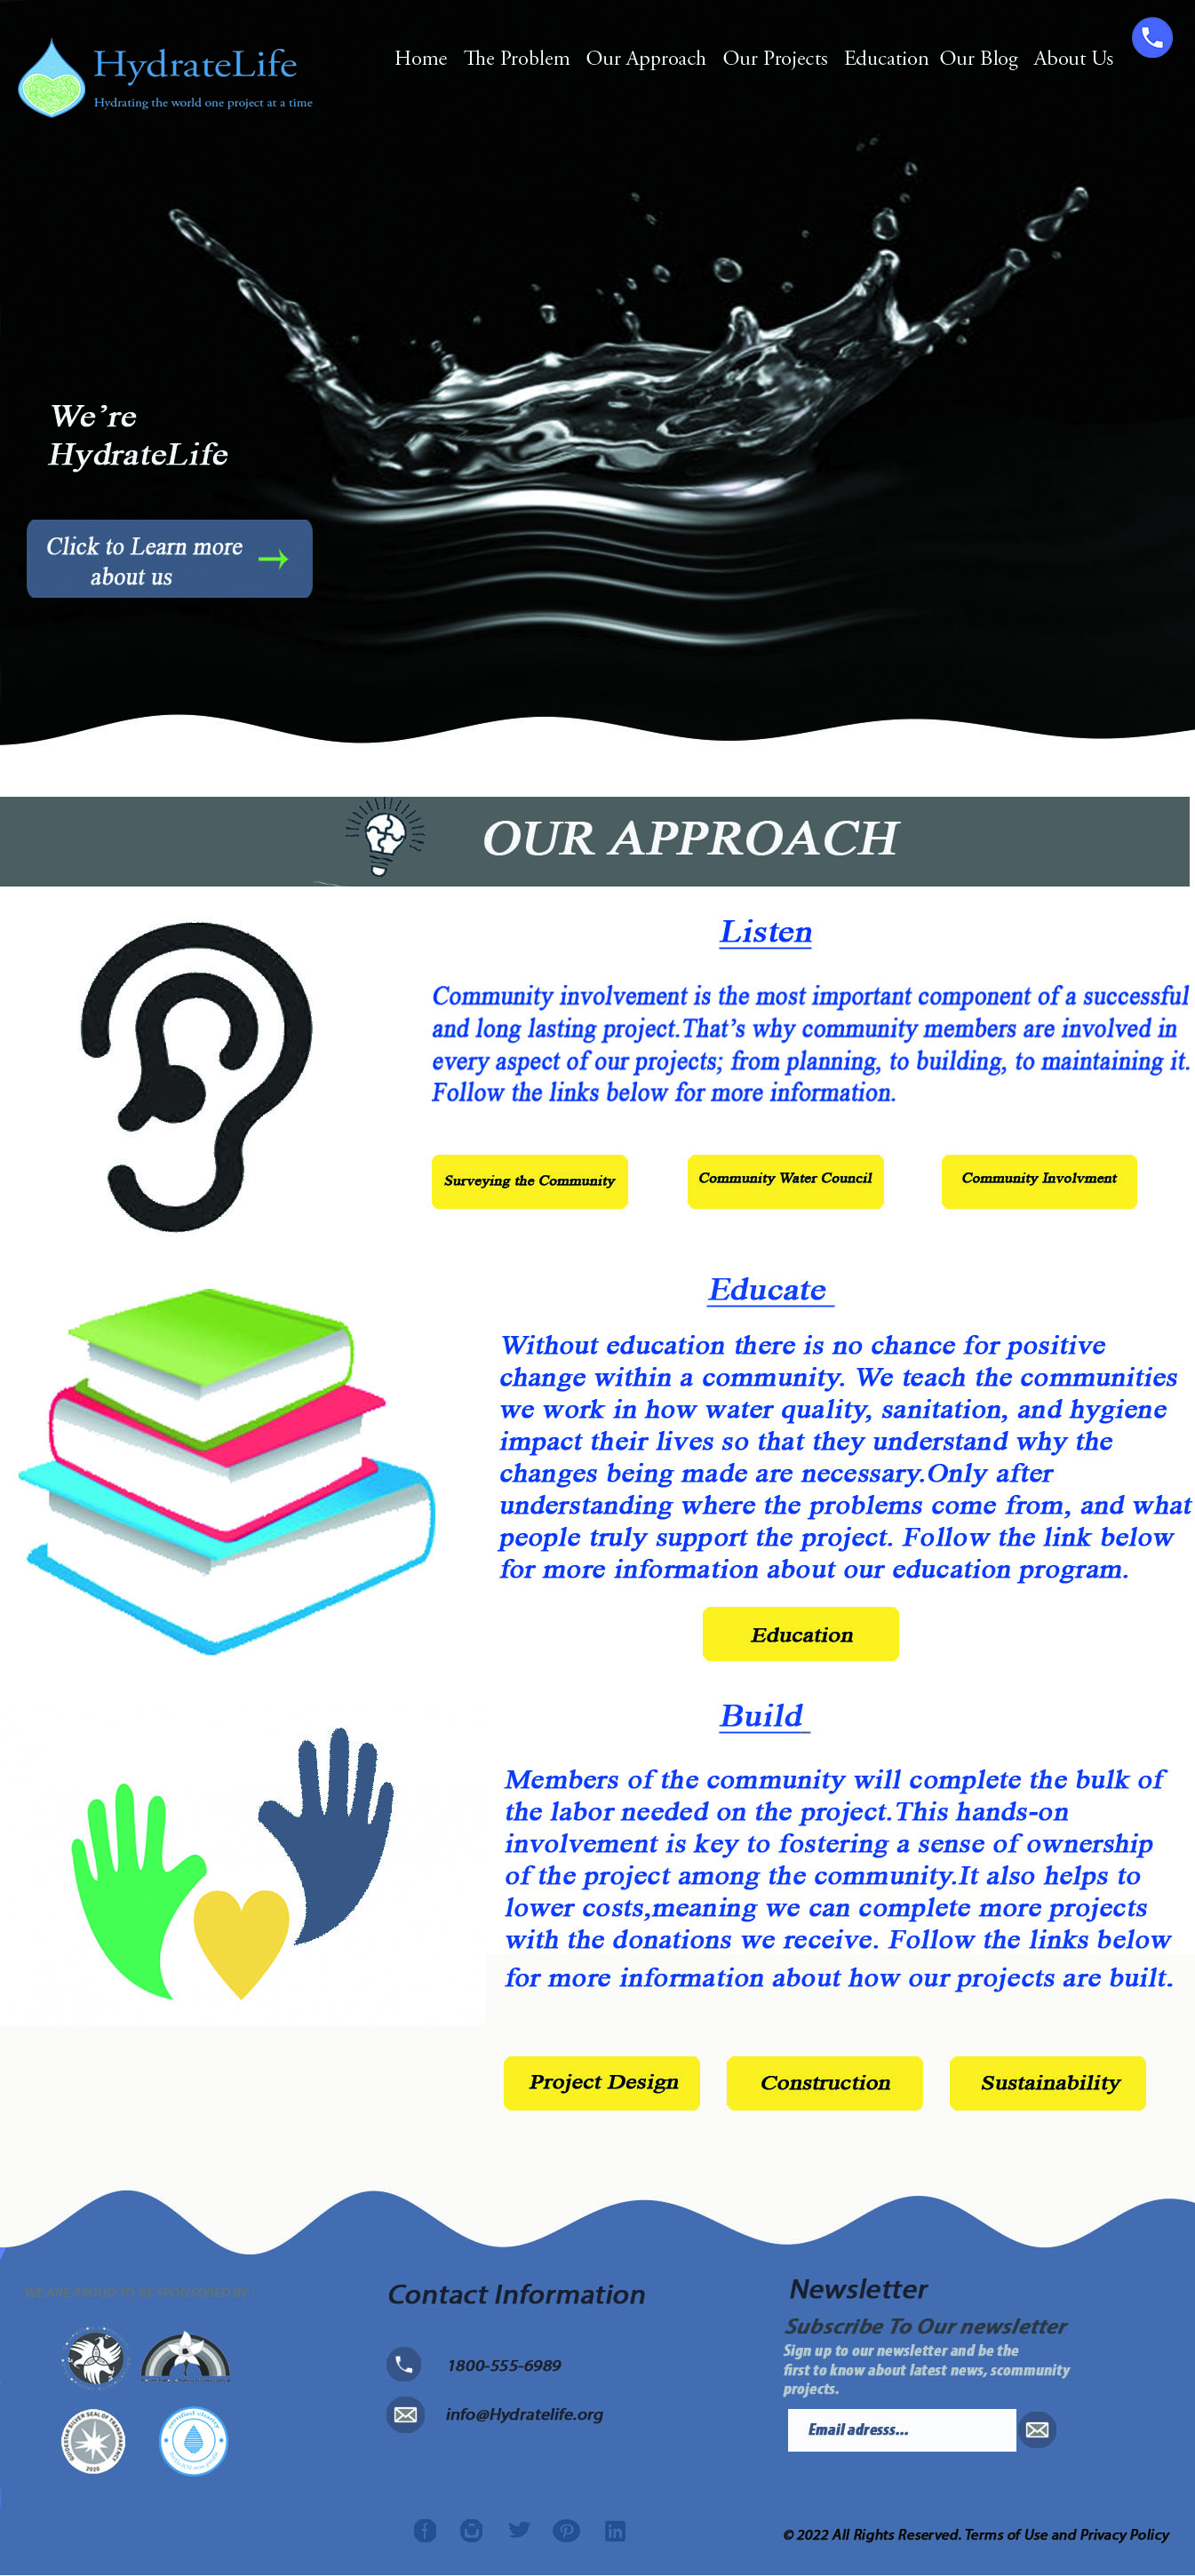 HydrateLife
Hydrating the world one project at a time
Home The Problem Our Approach Our Projects Education Our Blog About Us
We're
HydrateLife
Click to Learn more
about us
OUR APPROACH
Listen
Community involvement is the most important component of a successful
and long lasting project.That's why community members are involved in
every aspect of our projects; from planning, to building, to maintaining it.
Follow the links below for more information.
Surveying the Community
Community Water Council
Community Involvment
Educate
Without education there is no chance for positive
change within a community. We teach the communities
we work in how water quality, sanitation, and hygiene
impact their lives so that they understand why the
changes being made are necessary.Only after
understanding where the problems come from, and what
people truly support the project. Follow the link below
for more information about our education program.
Education
Build
Members of the community will complete the bulk of
the labor needed on the project.This hands-on
involvement is key to fostering a sense of ownership
of the project among the community.It also helps to
lower costs,meaning we can complete more projects
with the donations we receive. Follow the links below
for more information about how our projects are built.
Project Design
Construction
Sustainability
WE ARE PROUD TO BE SPONSORED BY
GUIDESTAR SILVER SEAL OF TRANSPARENCY
2020
certified charity
Contact Information
1800-555-6989
info@Hydratelife.org
Newsletter
Subscribe To Our newsletter
Sign up to our newsletter and be the
first to know about latest news, scommunity
projects.
Email adresss...
© 2022 All Rights Reserved. Terms of Use and Privacy Policy